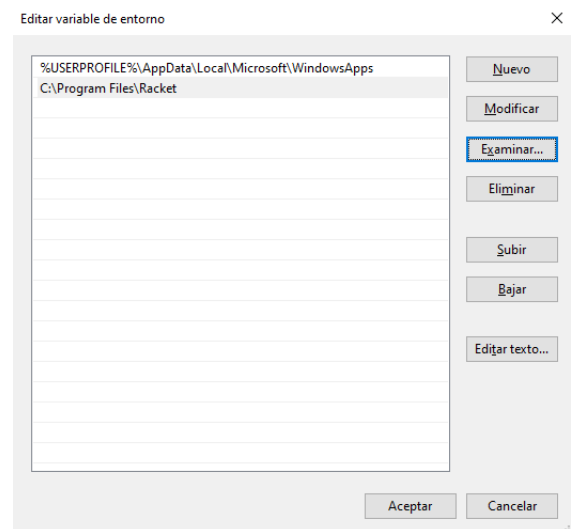 Editar variable de entorno
%USERPROFILE%\AppData\Local\Microsoft\WindowsApps
C:\Program Files\Racket
Nuevo
Modificar
Examinar...
Eliminar
Subir
Bajar
Editar texto...
Aceptar
Cancelar